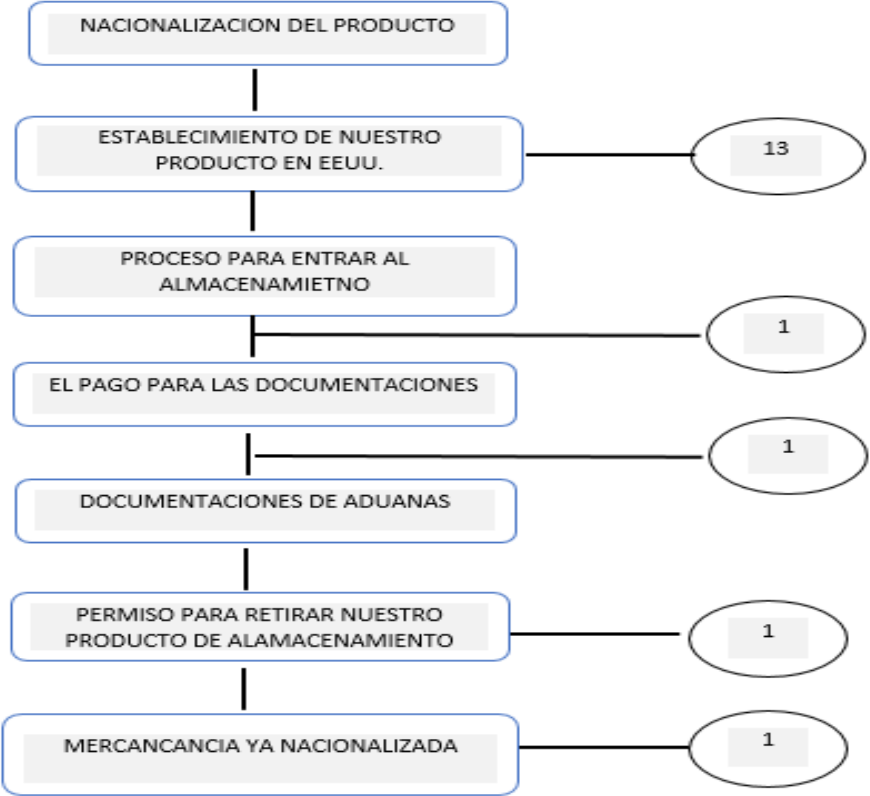 NACIONALIZACION DEL PRODUCTO
ESTABLECIMIENTO DE NUESTRO
PRODUCTO EN EEUU.
13
PROCESO PARA ENTRAR AL
ALMACENAMIETNO
1
EL PAGO PARA LAS DOCUMENTACIONES
1
DOCUMENTACIONES DE ADUANAS
PERMISO PARA RETIRAR NUESTRO
PRODUCTO DE ALAMACENAMIENTO
1
MERCANCANCIA YA NACIONALIZADA
1